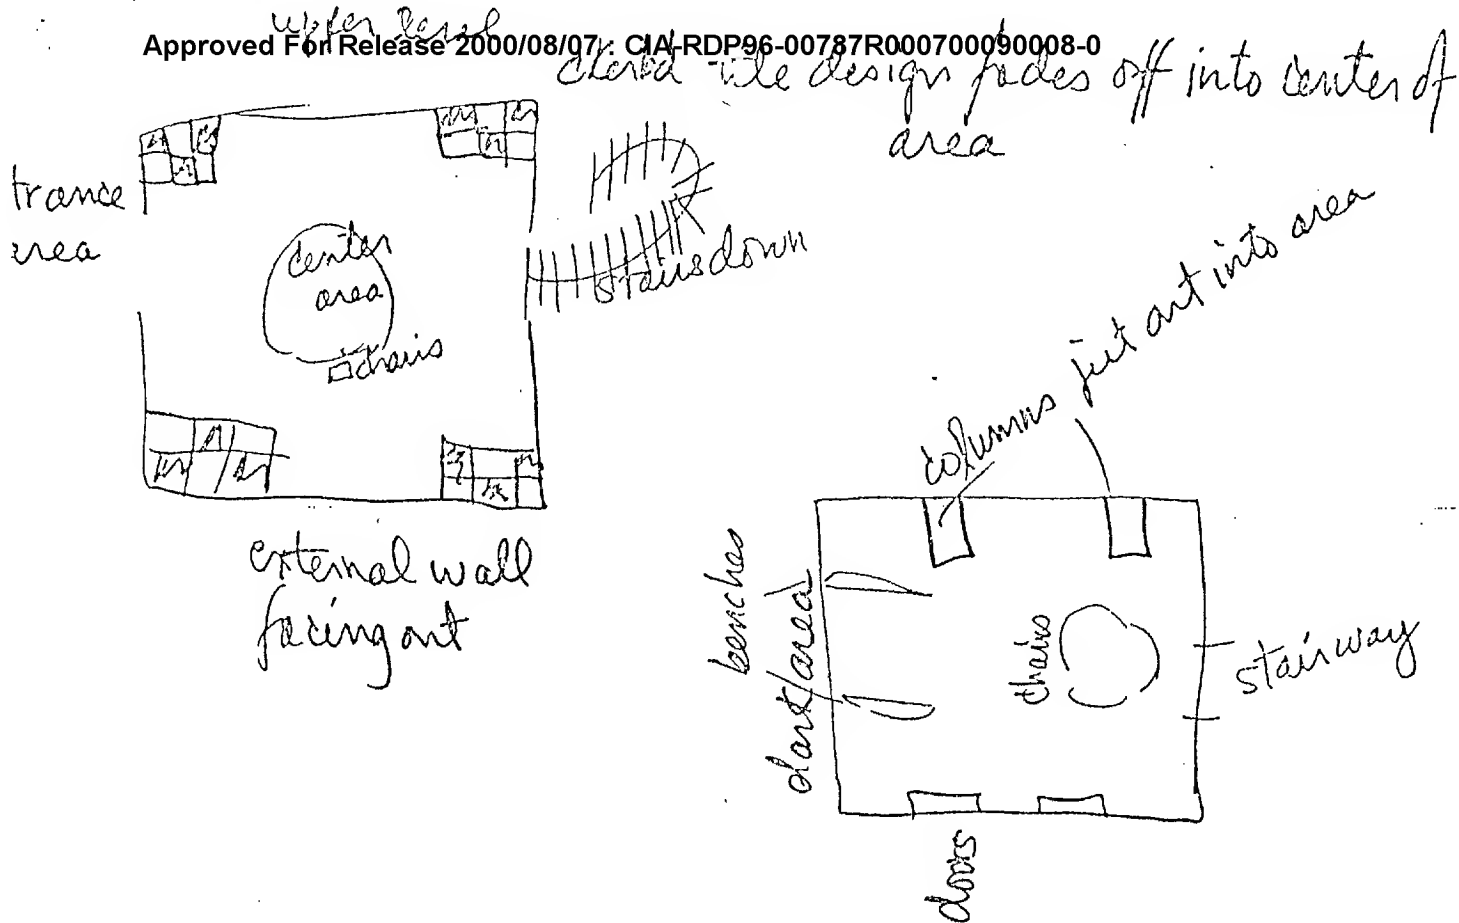 upper level
Approved For Release 2000/08/07 : CIA-RDP96-00787R000700090008-0
tile design fades off into center of
area
trance
area
center
area
chairs
stairs down
external wall
facing out
columns jut out into area
benches
dark area
chairs
stairway
doors